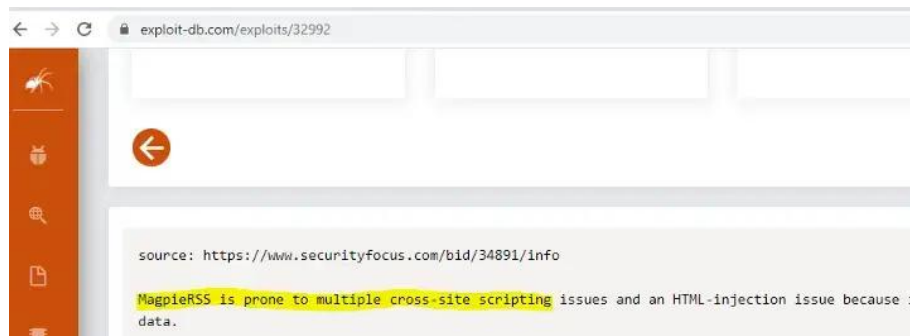 exploit-db.com/exploits/32992
source: https://www.securityfocus.com/bid/34891/info
MagpieRSS is prone to multiple cross-site scripting issues and an HTML-injection issue because
data.